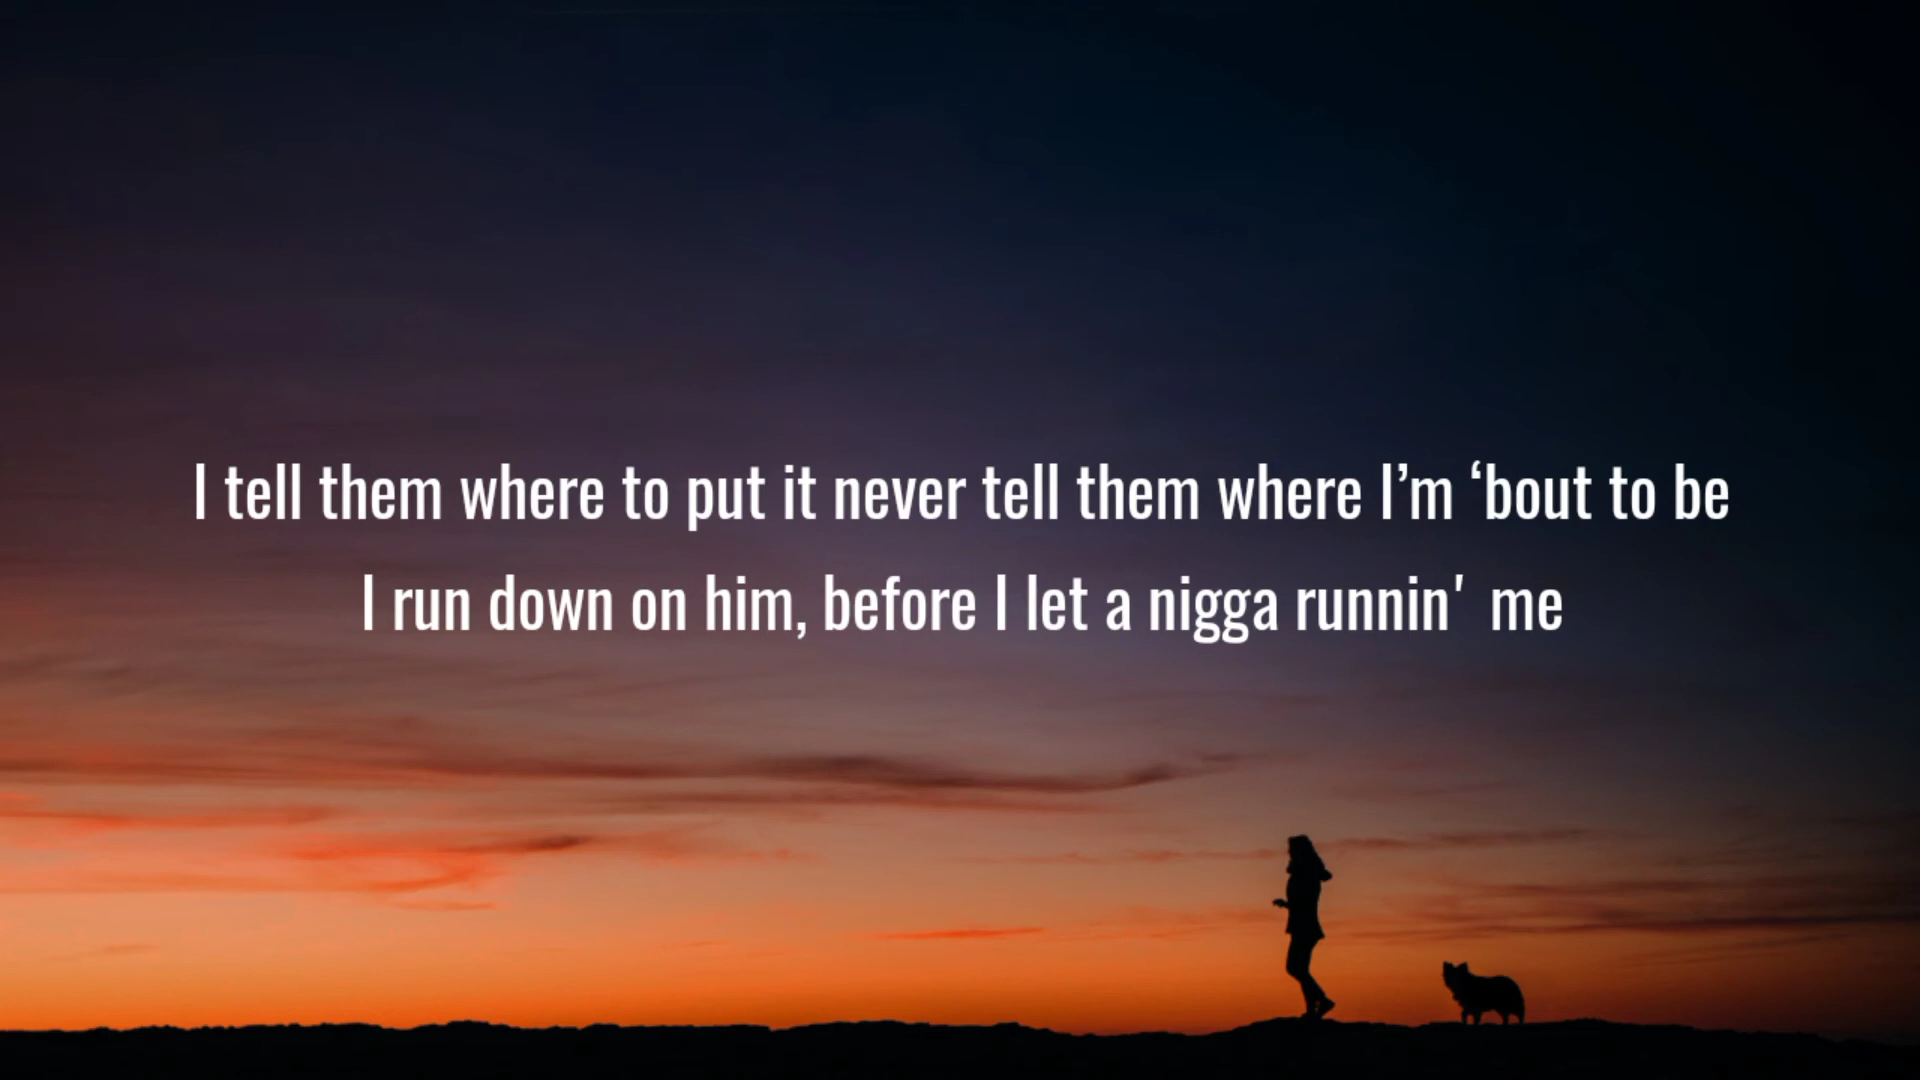 I tell them where to put it never tell them where I’m ‘bout to be
I run down on him, before I let a nigga runnin' me